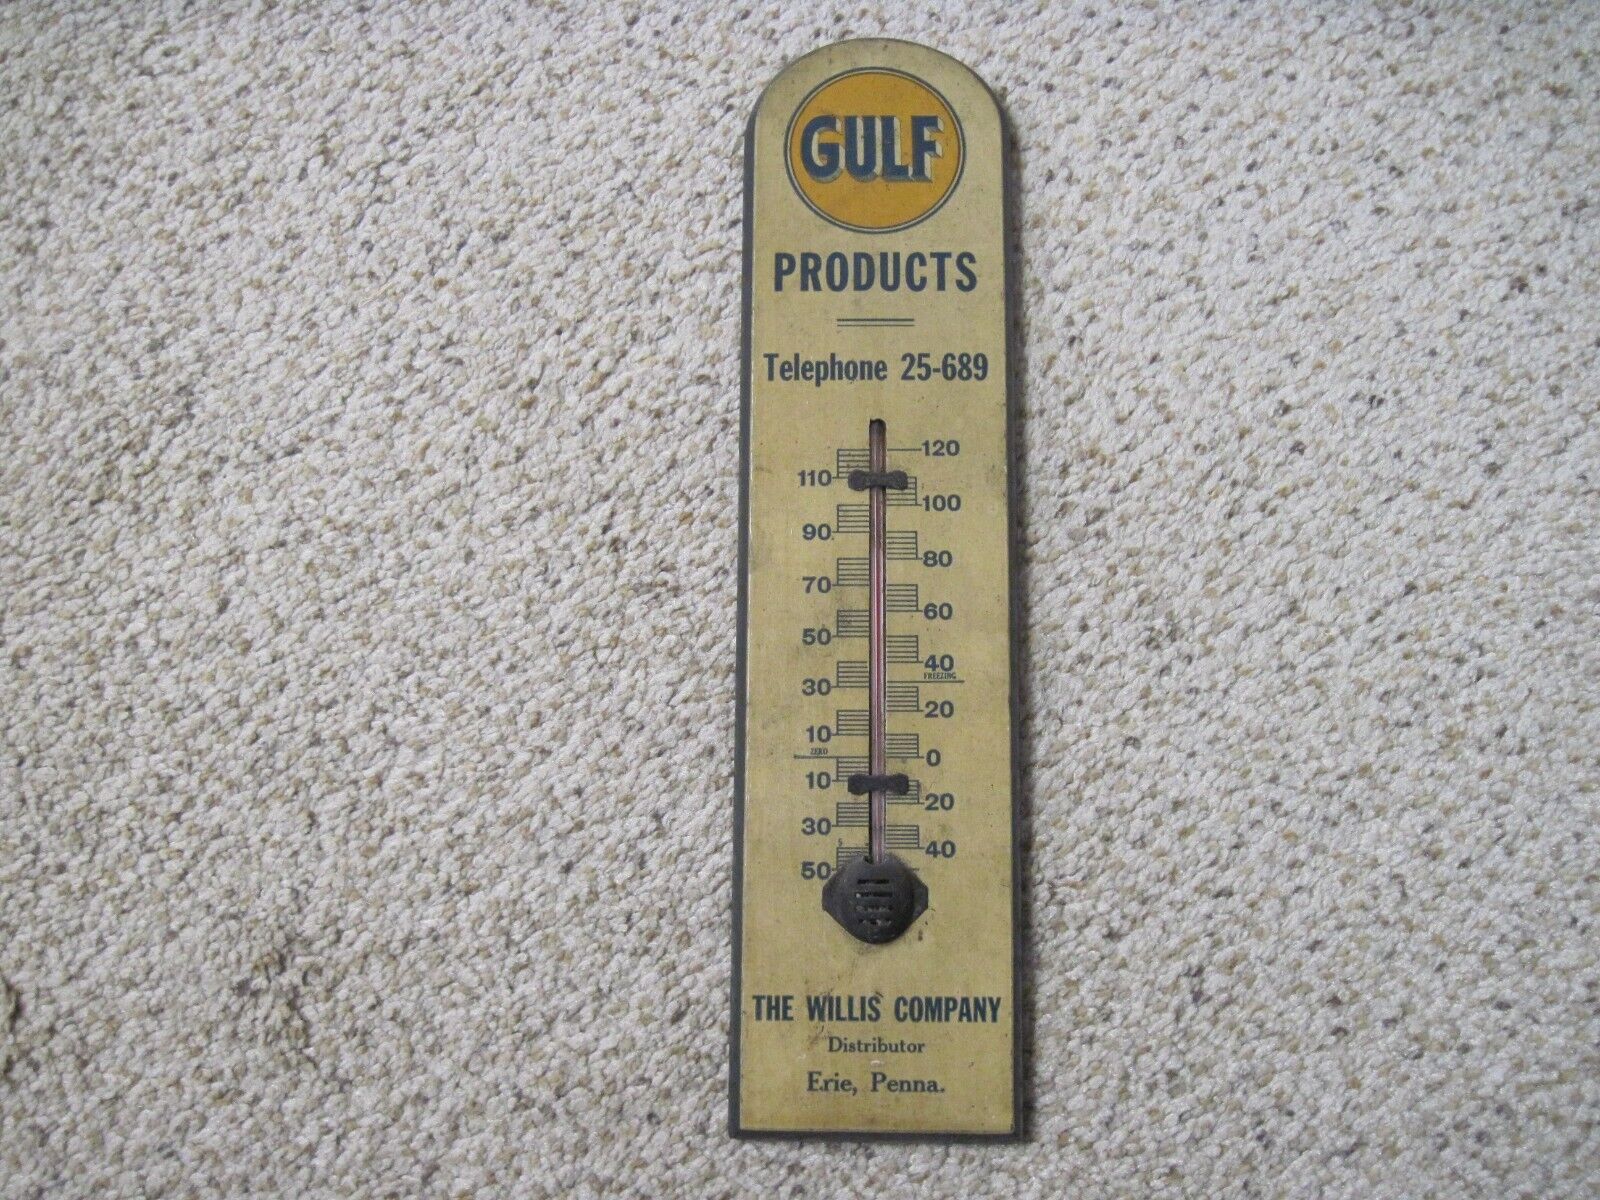 GULF
PRODUCTS
Telephone 25-689
120
110
100
90
80
70
60
50
40
FREEZING
30
20
10
ZERO
0
10
20
30
40
50
THE WILLIS COMPANY
Distributor
Erie, Penna.